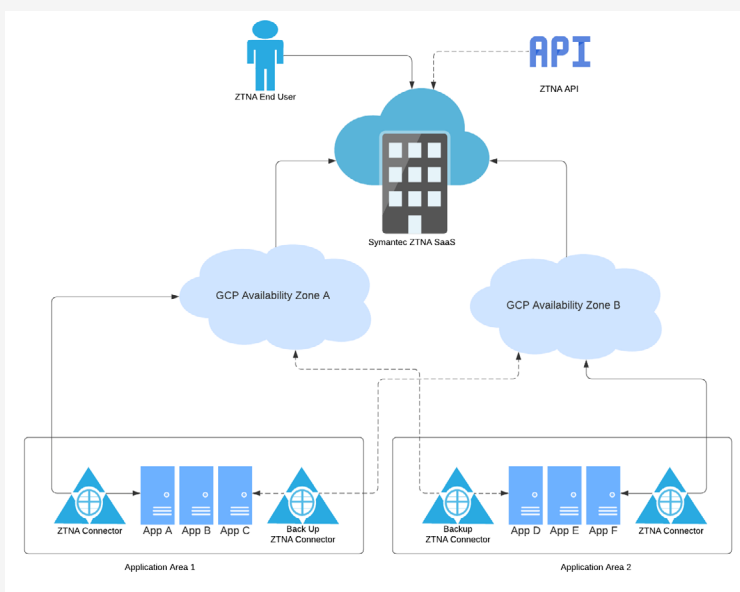 API
ZTNA End User
ZTNA API
Symantec ZTNA SaaS
GCP Availability Zone A
GCP Availability Zone B
ZTNA Connector
App A
App B
App C
Back Up
ZTNA Connector
Backup
ZTNA Connector
App D
App E
App F
ZTNA Connector
Application Area 1
Application Area 2